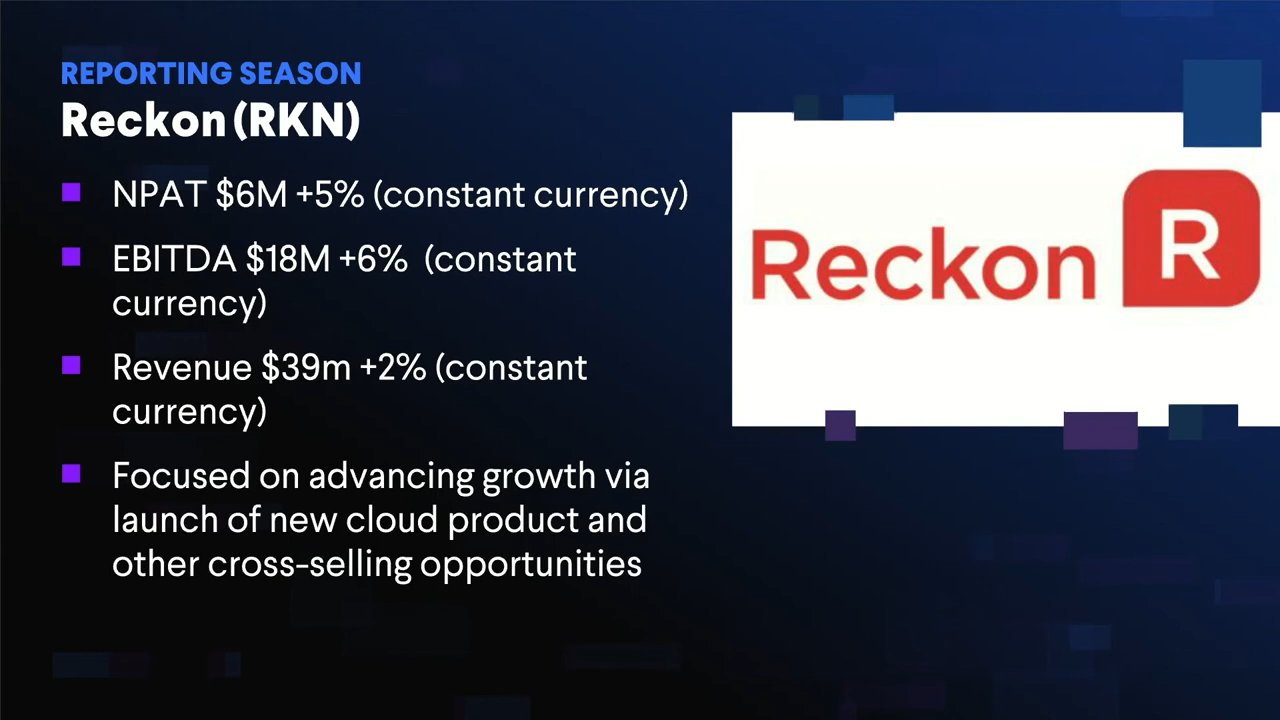 REPORTING SEASON
Reckon (RKN)
NPAT $6M +5% (constant currency)
EBITDA $18M +6% (constant
currency)
Revenue $39m +2% (constant
currency)
Focused on advancing growth via
launch of new cloud product and
other cross-selling opportunities
Reckon R